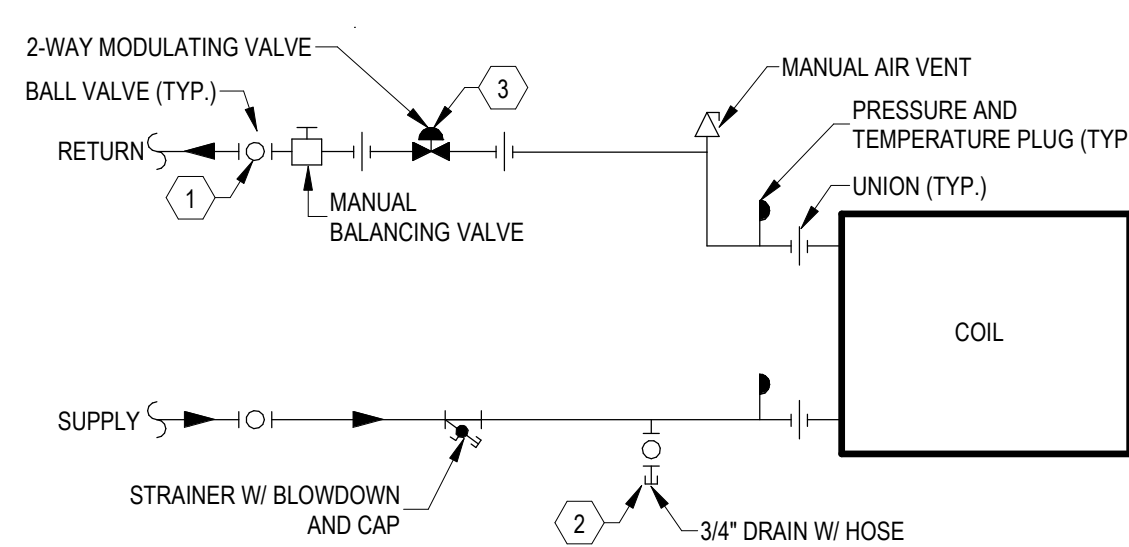 2-WAY MODULATING VALVE
BALL VALVE (TYP.)
3
MANUAL AIR VENT
PRESSURE AND
TEMPERATURE PLUG (TYP
RETURN
1
MANUAL
BALANCING VALVE
UNION (TYP.)
COIL
SUPPLY
STRAINER W/ BLOWDOWN
AND CAP
2
3/4" DRAIN W/ HOSE